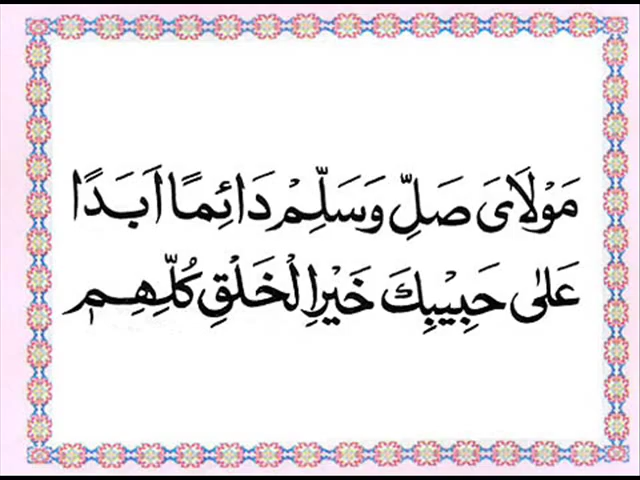 مَوْلَایَ صَلِّ وَسَلِّمْ دَائِمًا اَبَدًا
عَلٰی حَبِیْبِكَ خَیْرِ الْخَلْقِ كُلِّهِمٖ